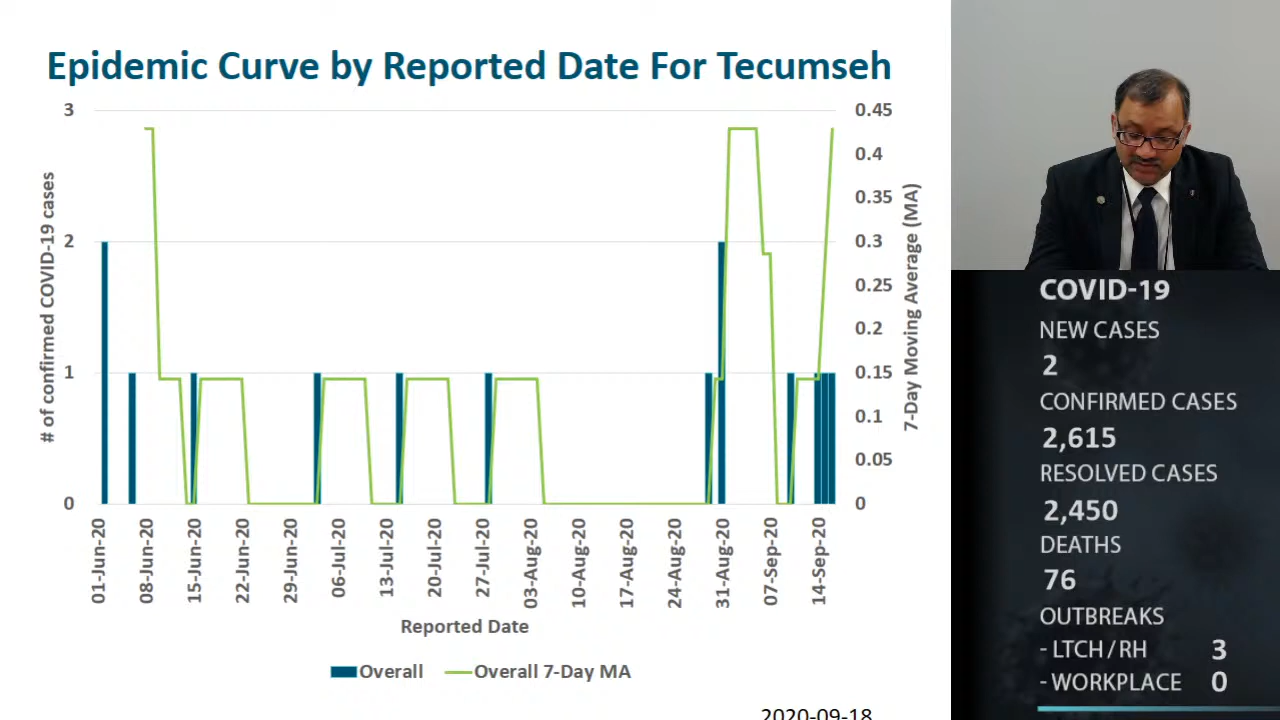 Epidemic Curve by Reported Date For Tecumseh
# of confirmed COVID-19 cases
3
2
1
0
0.45
0.4
0.35
0.3
0.25
0.2
0.15
0.1
0.05
0
7-Day Moving Average (MA)
01-Jun-20
08-Jun-20
15-Jun-20
22-Jun-20
29-Jun-20
06-Jul-20
13-Jul-20
20-Jul-20
27-Jul-20
03-Aug-20
10-Aug-20
17-Aug-20
24-Aug-20
31-Aug-20
07-Sep-20
14-Sep-20
Reported Date
Overall
Overall 7-Day MA
2020-09-18
COVID-19
NEW CASES
2
CONFIRMED CASES
2,615
RESOLVED CASES
2,450
DEATHS
76
OUTBREAKS
- LTCH / RH 3
- WORKPLACE 0